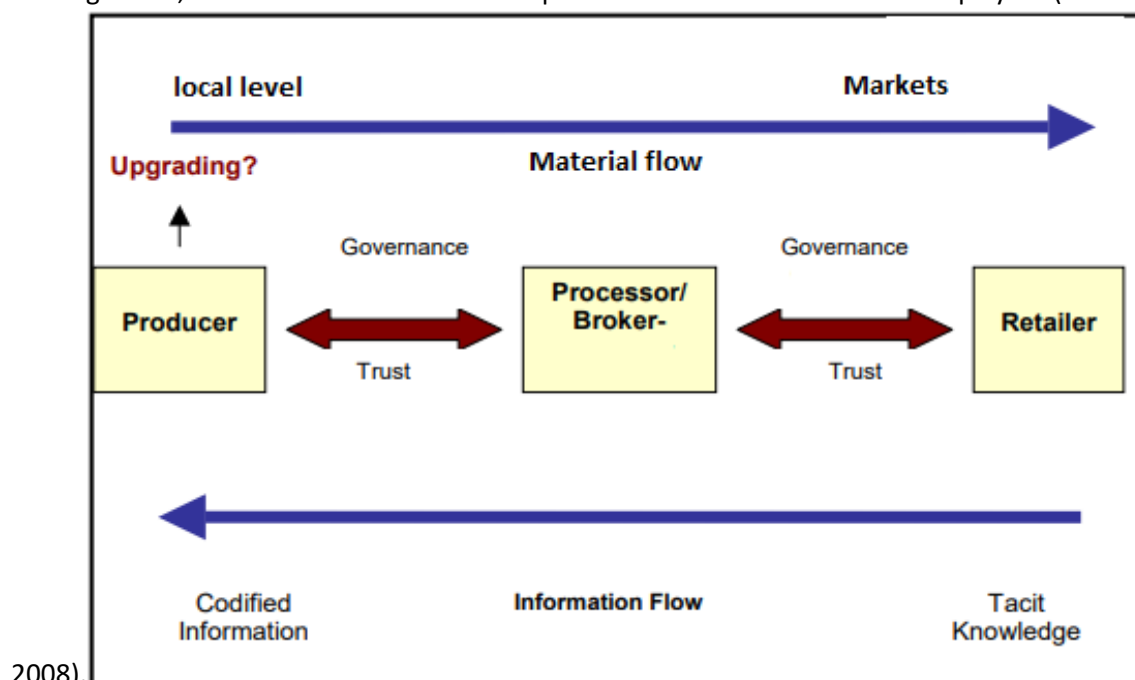 local level
Markets
Upgrading?
Material flow
Governance
Governance
Producer
Processor/
Broker-
Retailer
Trust
Trust
Codified
Information
Information Flow
Tacit
Knowledge
2008)